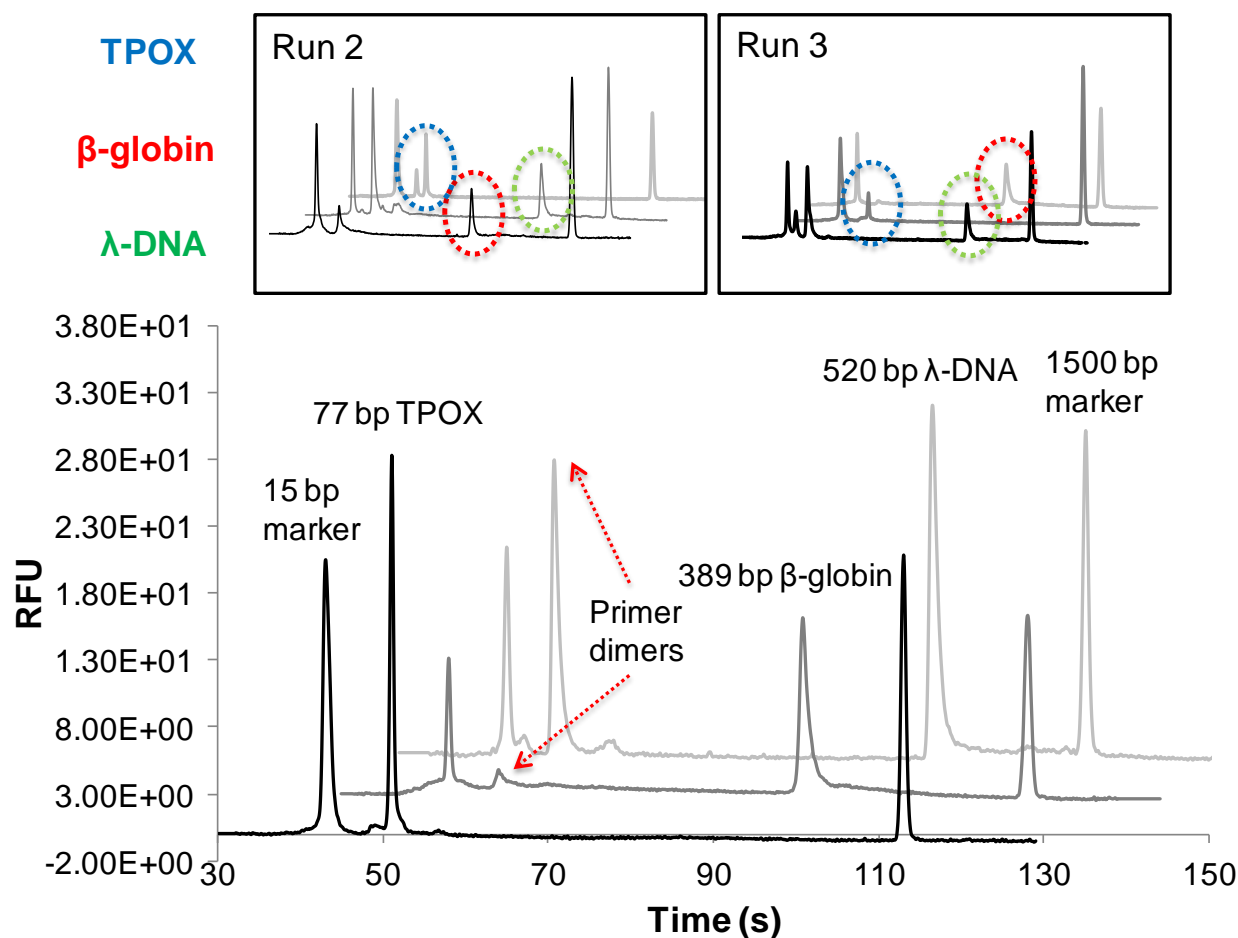 TPOX
β-globin
λ-DNA
Run 2
Run 3
3.80E+01
3.30E+01
2.80E+01
2.30E+01
1.80E+01
1.30E+01
8.00E+00
3.00E+00
-2.00E+00
RFU
15 bp
marker
77 bp TPOX
Primer
dimers
389 bp β-globin
520 bp λ-DNA
1500 bp
marker
30 50 70 90 110 130 150
Time (s)